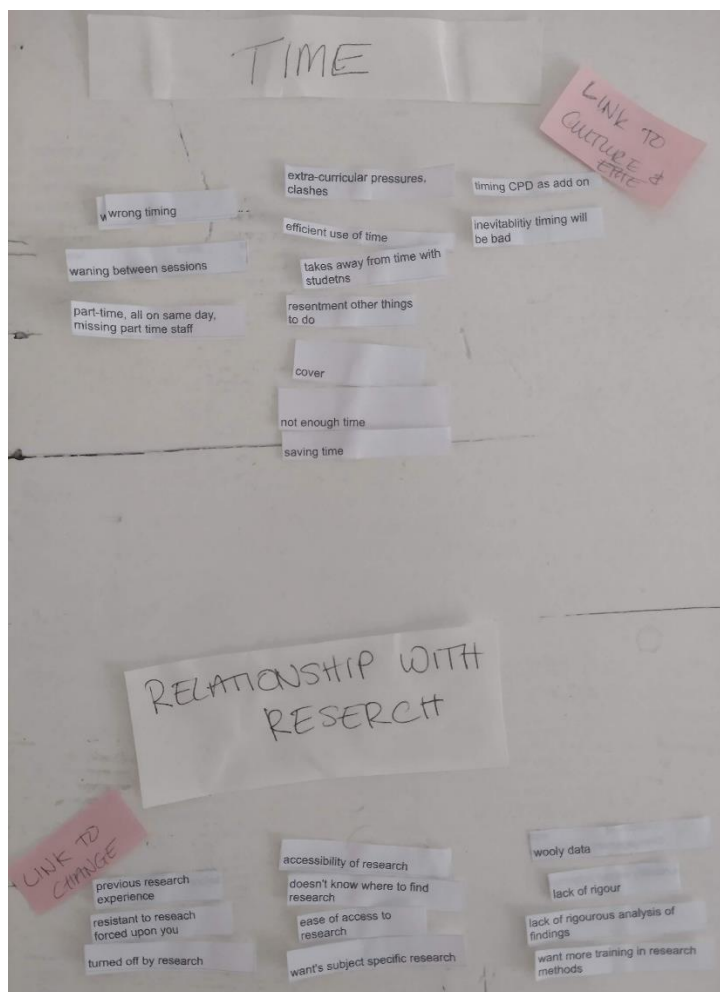 TIME
LINK TO
CULTURE &
wrong timing
waning between sessions
part-time, all on same day,
missing part time staff
extra-curricular pressures,
clashes
efficient use of time
takes away from time with
studetns
resentment other things
to do
cover
not enough time
saving time
timing CPD as add on
inevitablitiy timing will
be bad
RELATIONSHIP WITH
RESERCH
LINK TO
CHANGE
previous research
experience
resistant to reseach
forced upon you
turned off by research
accessibility of research
doesn't know where to find
research
ease of access to
research
want's subject specific research
wooly data
lack of rigour
lack of rigourous analysis of
findings
want more training in research
methods